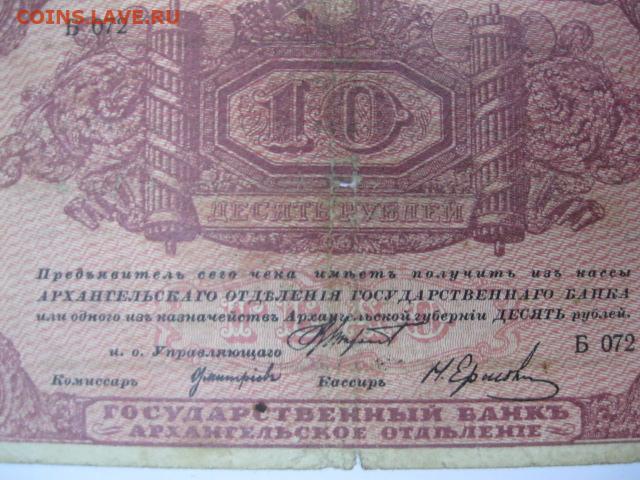 COINS.LAVE.RU
Б 072
10
ДЕСЯТЬ РУБЛЕЙ
Предъявитель сего чека имѣетъ получить изъ кассы
АРХАНГЕЛЬСКАГО ОТДѢЛЕНІЯ ГОСУДАРСТВЕННАГО БАНКА
или одного изъ казначействъ Архангельской губерніи ДЕСЯТЬ рублей.
и. о. Управляющаго
Б 072
Комиссаръ
Кассиръ
ГОСУДАРСТВЕННЫЙ БАНКЪ
АРХАНГЕЛЬСКОЕ ОТДѢЛЕНІЕ